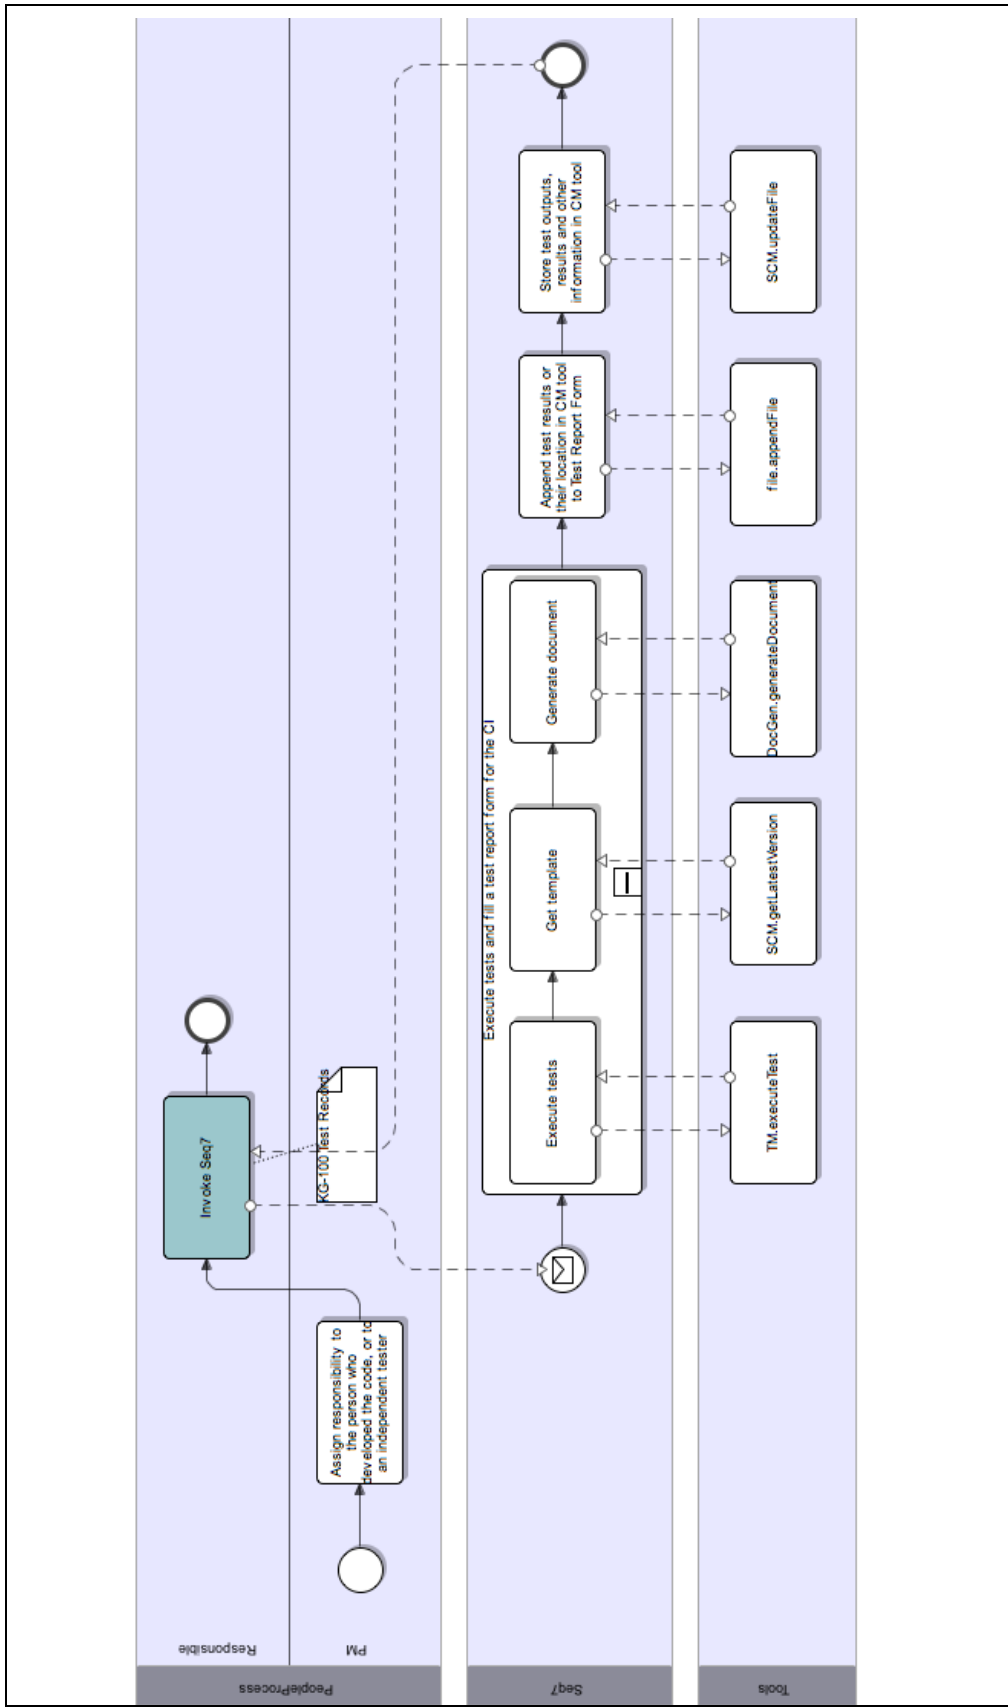 PeopleProcess
Responsible
PM
Invoke Seq7
KG-100 Test Records
Assign responsibility to
the person who
developed the code, or to
an independent tester
Seq7
Execute tests and fill a test report form for the CI
Execute tests
Get template
Generate document
Append test results or
their location in CM tool
to Test Report Form
Store test outputs,
results and other
information in CM tool
Tools
TM.executeTest
SCM.getLatestVersion
DocGen.generateDocument
file.appendFile
SCM.updateFile